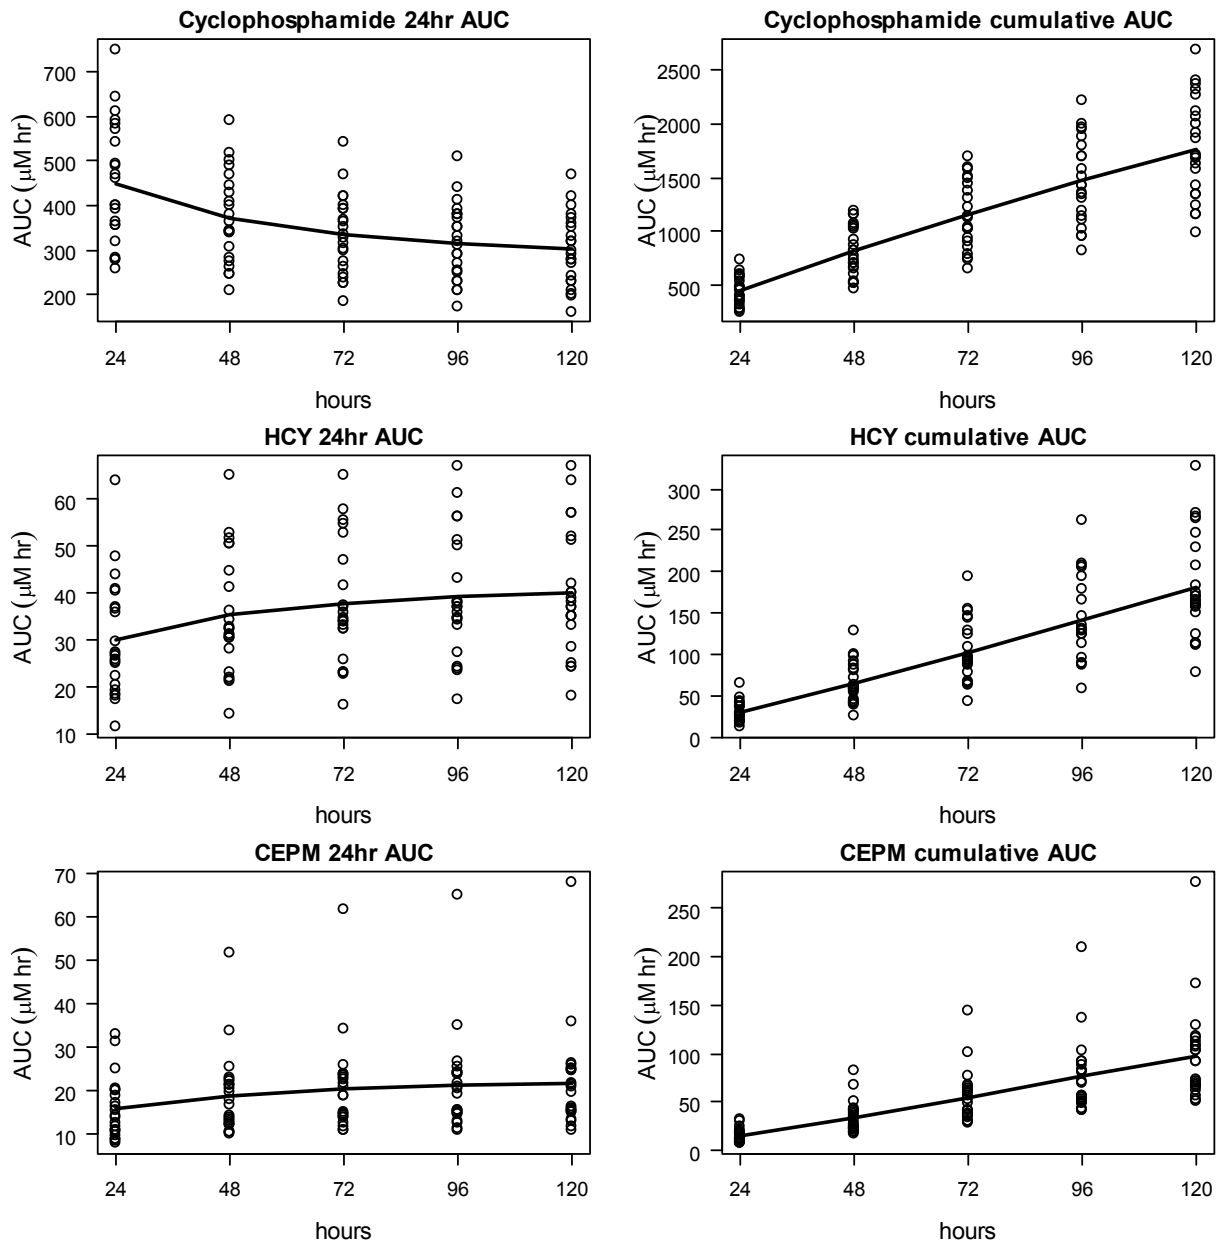 Cyclophosphamide 24hr AUC
AUC (μM hr)
700
600
500
400
300
200
24 48 72 96 120
hours
Cyclophosphamide cumulative AUC
AUC (μM hr)
2500
2000
1500
1000
500
24 48 72 96 120
hours
HCY 24hr AUC
AUC (μM hr)
60
50
40
30
20
10
24 48 72 96 120
hours
HCY cumulative AUC
AUC (μM hr)
300
250
200
150
100
50
0
24 48 72 96 120
hours
CEPM 24hr AUC
AUC (μM hr)
70
60
50
40
30
20
10
24 48 72 96 120
hours
CEPM cumulative AUC
AUC (μM hr)
250
200
150
100
50
0
24 48 72 96 120
hours